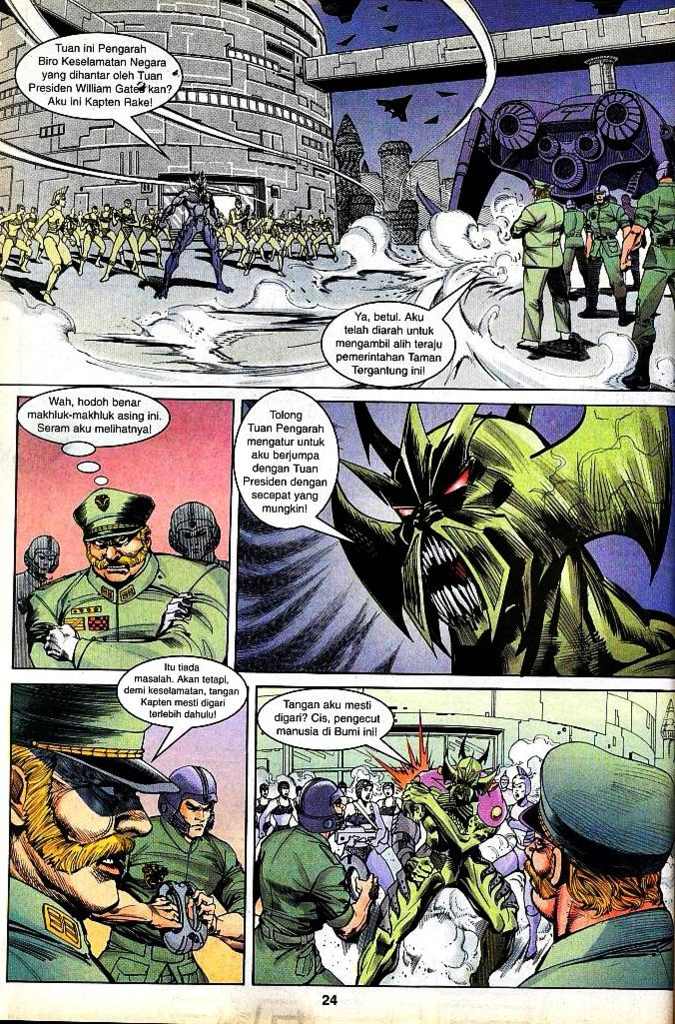 Tuan ini Pengarah
Biro Keselamatan Negara
yang dihantar oleh Tuan
Presiden William Gates kan?
Aku ini Kapten Rake!
Ya, betul. Aku
telah diarah untuk
mengambil alih teraju
pemerintahan Taman
Tergantung ini!
Wah, hodoh benar
makhluk-makhluk asing ini.
Seram aku melihatnya!
Tolong
Tuan Pengarah
mengatur untuk
aku berjumpa
dengan Tuan
Presiden dengan
secepat yang
mungkin!
Itu tiada
masalah. Akan tetapi,
demi keselamatan, tangan
Kapten mesti digari
terlebih dahulu!
Tangan aku mesti
digari? Cis, pengecut
manusia di Bumi ini!
24